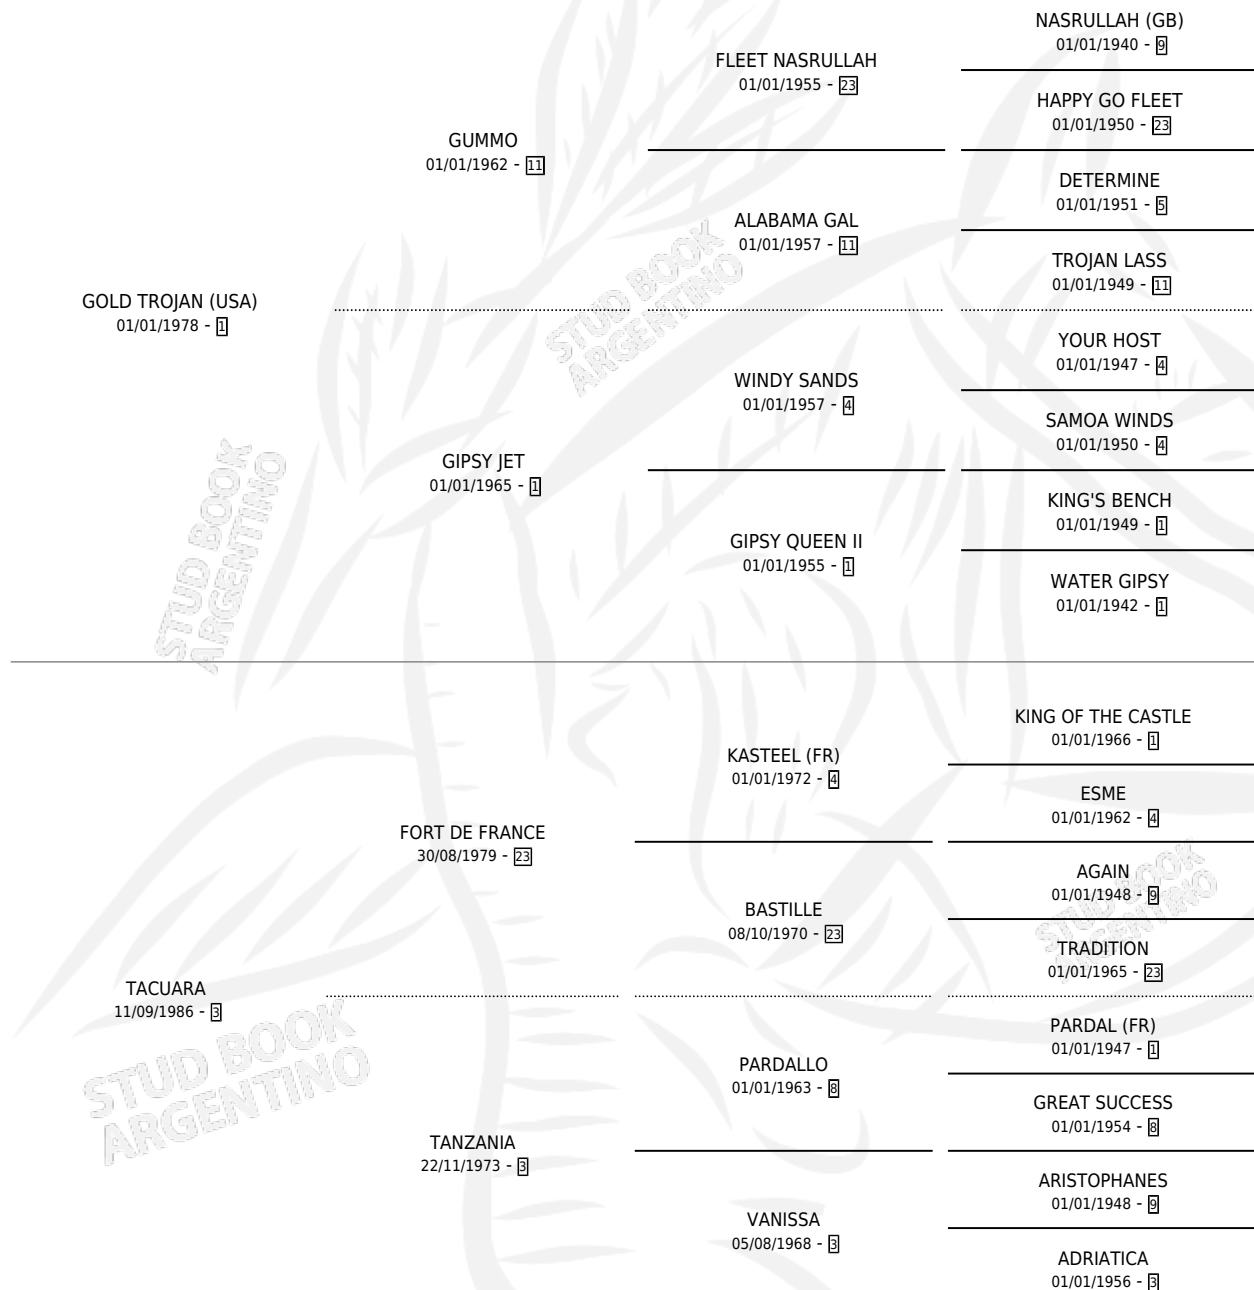 NASRULLAH (GB)
01/01/1940 - 9
FLEET NASRULLAH
01/01/1955 - 23
HAPPY GO FLEET
01/01/1950 - 23
GUMMO
01/01/1962 - 11
DETERMINE
01/01/1951 - 5
ALABAMA GAL
01/01/1957 - 11
TROJAN LASS
01/01/1949 - 11
GOLD TROJAN (USA)
01/01/1978 - 1
YOUR HOST
01/01/1947 - 4
WINDY SANDS
01/01/1957 - 4
SAMOA WINDS
01/01/1950 - 4
GIPSY JET
01/01/1965 - 1
KING'S BENCH
01/01/1949 - 1
GIPSY QUEEN II
01/01/1955 - 1
WATER GIPSY
01/01/1942 - 1
KING OF THE CASTLE
01/01/1966 - 1
KASTEEL (FR)
01/01/1972 - 4
ESME
01/01/1962 - 4
FORT DE FRANCE
30/08/1979 - 23
AGAIN
01/01/1948 - 9
BASTILLE
08/10/1970 - 23
TRADITION
01/01/1965 - 23
TACUARA
11/09/1986 - 3
PARDAL (FR)
01/01/1947 - 1
PARDALLO
01/01/1963 - 8
GREAT SUCCESS
01/01/1954 - 8
TANZANIA
22/11/1973 - 3
ARISTOPHANES
01/01/1948 - 9
VANISSA
05/08/1968 - 3
ADRIATICA
01/01/1956 - 3
STUD BOOK
ARGENTINO
STUD BOOK
ARGENTINO
STUD BOOK
ARGENTINO
STUD BOOK
ARGENTINO